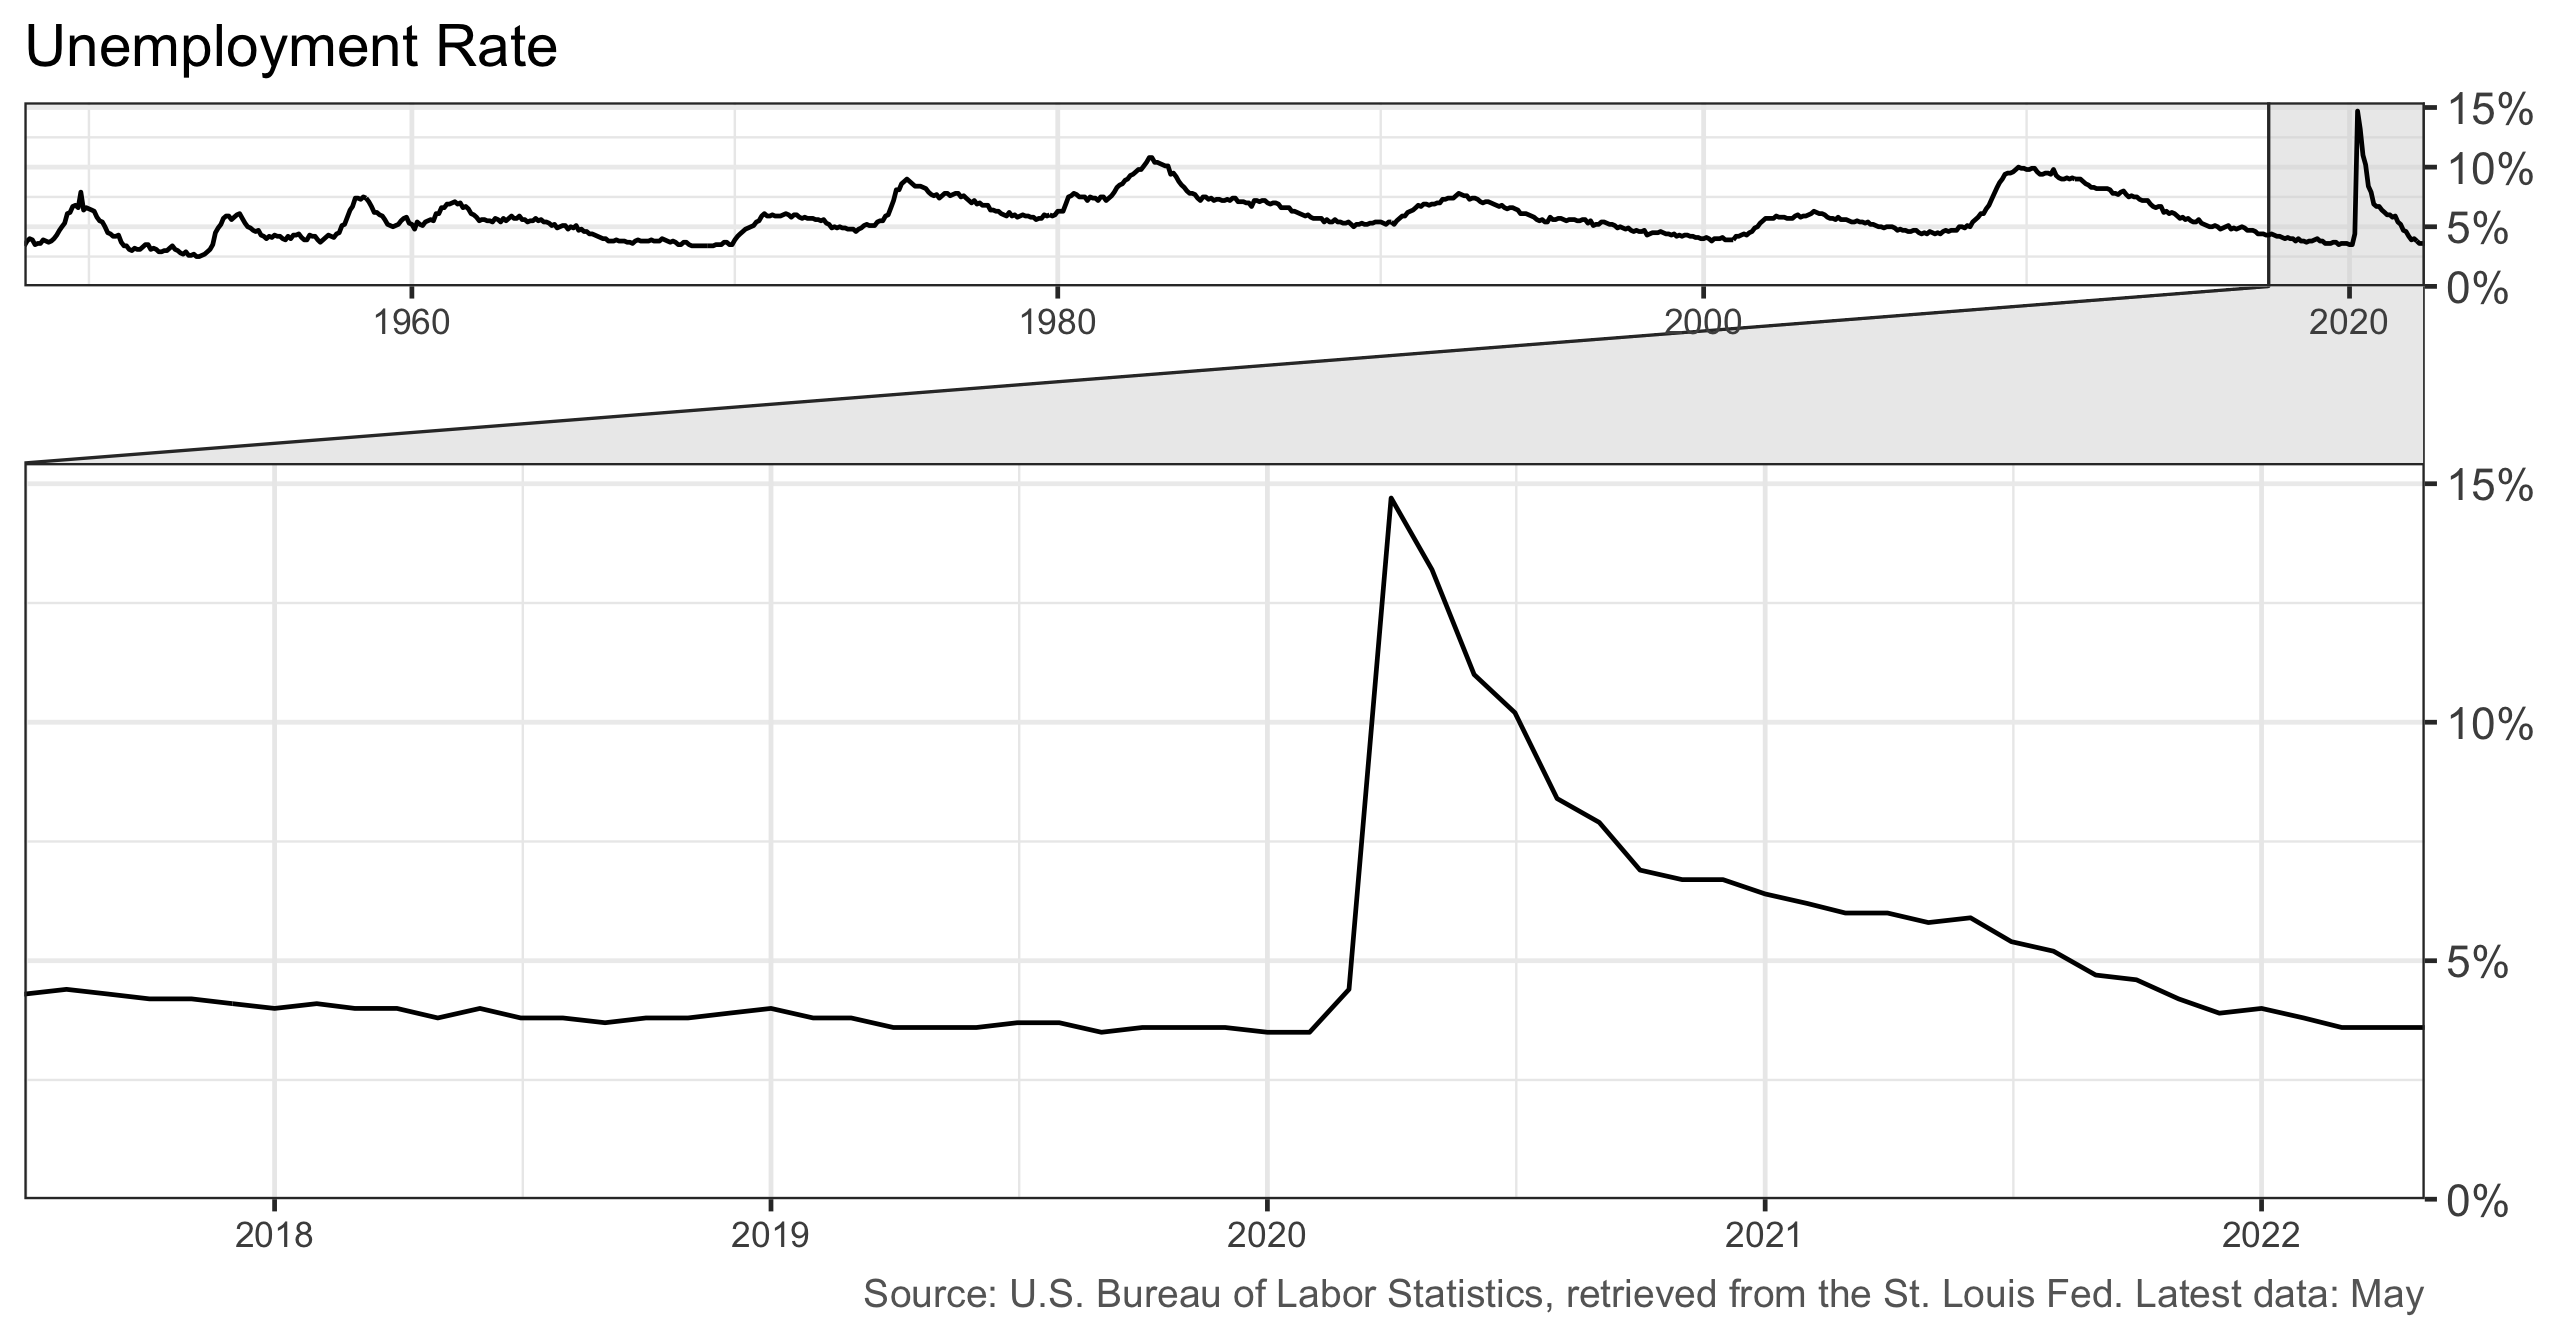 Unemployment Rate
15%
10%
5%
0%
1960 1980 2000 2020
15%
10%
5%
0%
2018 2019 2020 2021 2022
Source: U.S. Bureau of Labor Statistics, retrieved from the St. Louis Fed. Latest data: May